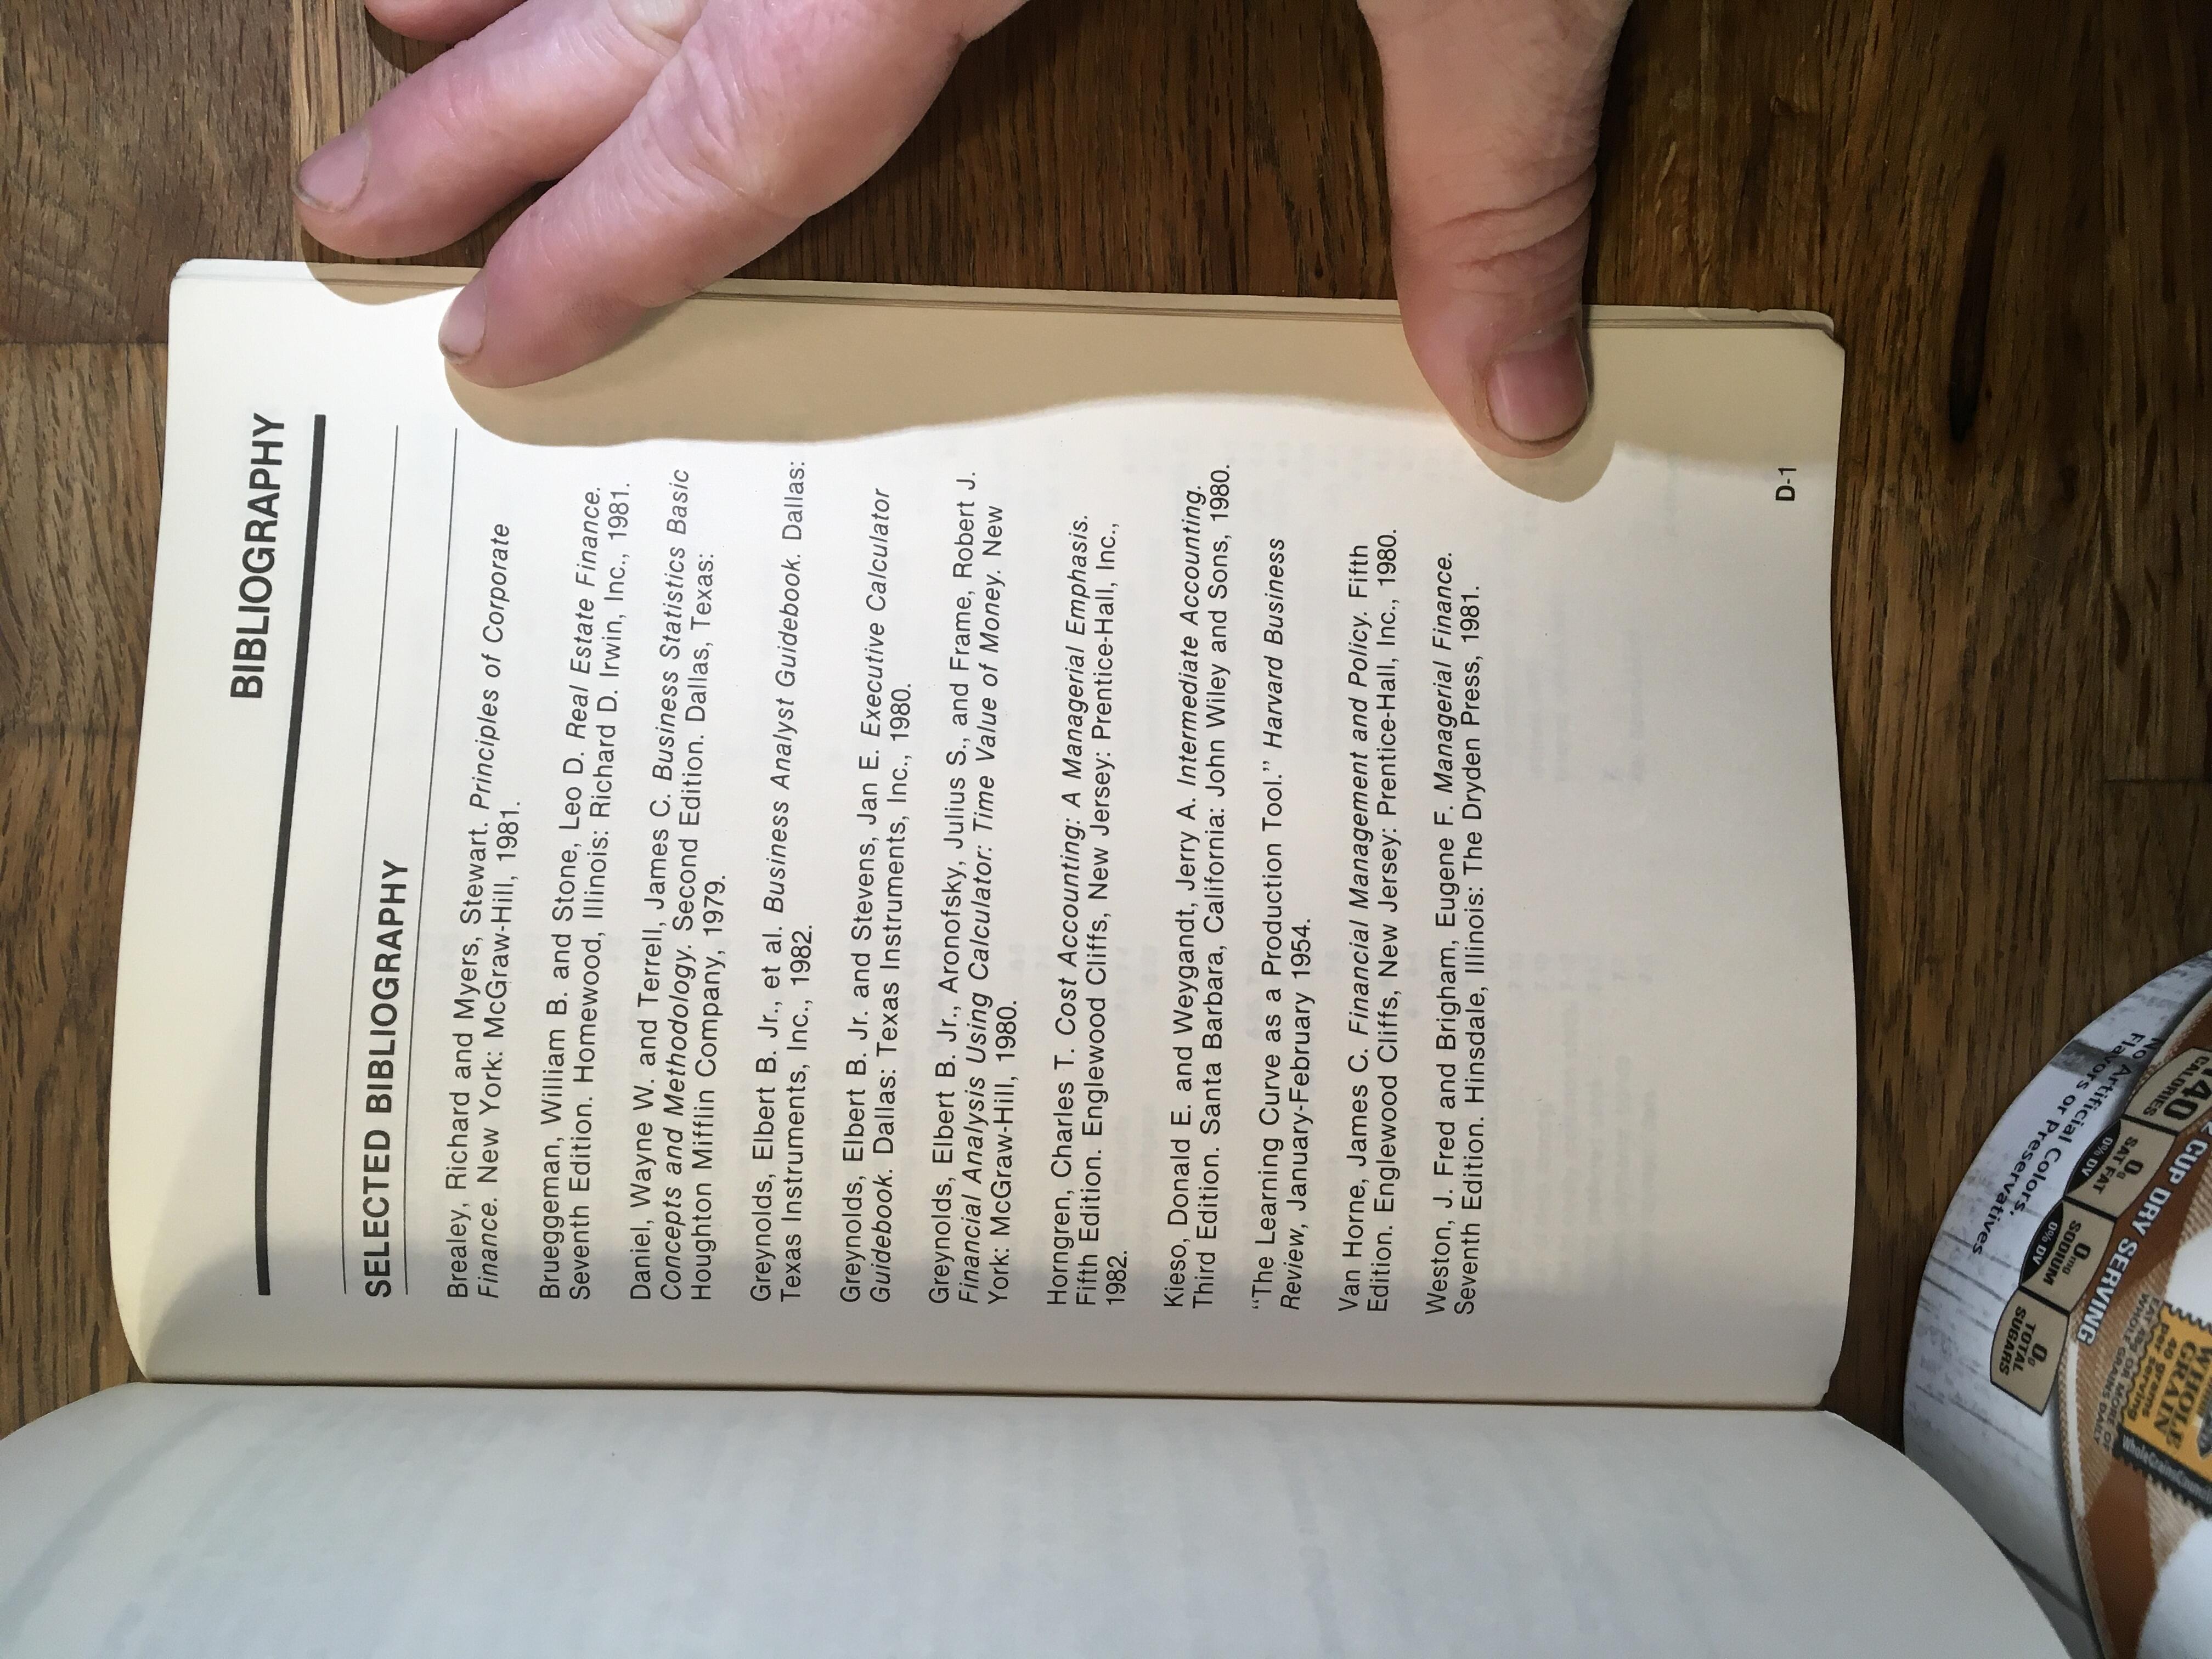 BIBLIOGRAPHY
SELECTED BIBLIOGRAPHY
Brealey, Richard and Myers, Stewart. Principles of Corporate
Finance. New York: McGraw-Hill, 1981.
Brueggeman, William B. and Stone, Leo D. Real Estate Finance.
Seventh Edition. Homewood, Illinois: Richard D. Irwin, Inc., 1981.
Daniel, Wayne W. and Terrell, James C. Business Statistics Basic
Concepts and Methodology. Second Edition. Dallas, Texas:
Houghton Mifflin Company, 1979.
Greynolds, Elbert B. Jr., et al. Business Analyst Guidebook. Dallas:
Texas Instruments, Inc., 1982.
Greynolds, Elbert B. Jr. and Stevens, Jan E. Executive Calculator
Guidebook. Dallas: Texas Instruments, Inc., 1980.
Greynolds, Elbert B. Jr., Aronofsky, Julius S., and Frame, Robert J.
Financial Analysis Using Calculator: Time Value of Money. New
York: McGraw-Hill, 1980.
Horngren, Charles T. Cost Accounting: A Managerial Emphasis.
Fifth Edition. Englewood Cliffs, New Jersey: Prentice-Hall, Inc.,
1982.
Kieso, Donald E. and Weygandt, Jerry A. Intermediate Accounting.
Third Edition. Santa Barbara, California: John Wiley and Sons, 1980.
“The Learning Curve as a Production Tool.” Harvard Business
Review, January-February 1954.
Van Horne, James C. Financial Management and Policy. Fifth
Edition. Englewood Cliffs, New Jersey: Prentice-Hall, Inc., 1980.
Weston, J. Fred and Brigham, Eugene F. Managerial Finance.
Seventh Edition. Hinsdale, Illinois: The Dryden Press, 1981.
D-1
No Artificial Colors,
Flavors or Preservatives
140
CALORIES
0g
SAT FAT
0% DV
0mg
SODIUM
0% DV
0g
TOTAL
SUGARS
CUP DRY SERVING
WHOLE
GRAIN
40 grams
per
serving
EAT 48g OR MORE OF
WHOLE GRAINS DAILY